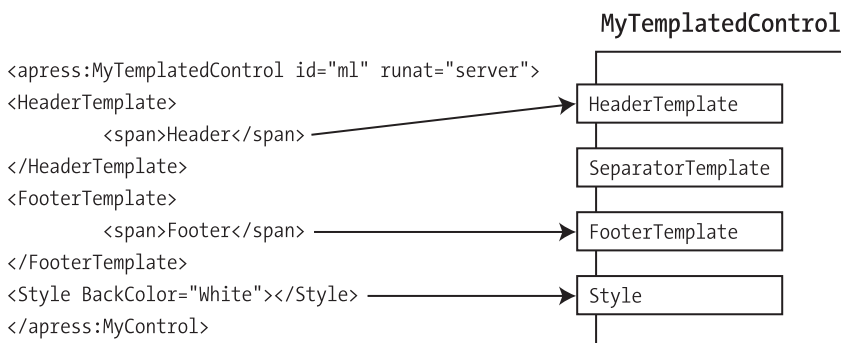 MyTemplatedControl
<apress:MyTemplatedControl id="ml" runat="server">
<HeaderTemplate>
HeaderTemplate
<span>Header</span>
</HeaderTemplate>
SeparatorTemplate
<FooterTemplate>
<span>Footer</span>
FooterTemplate
</FooterTemplate>
<Style BackColor="White"></Style>
Style
</apress:MyControl>